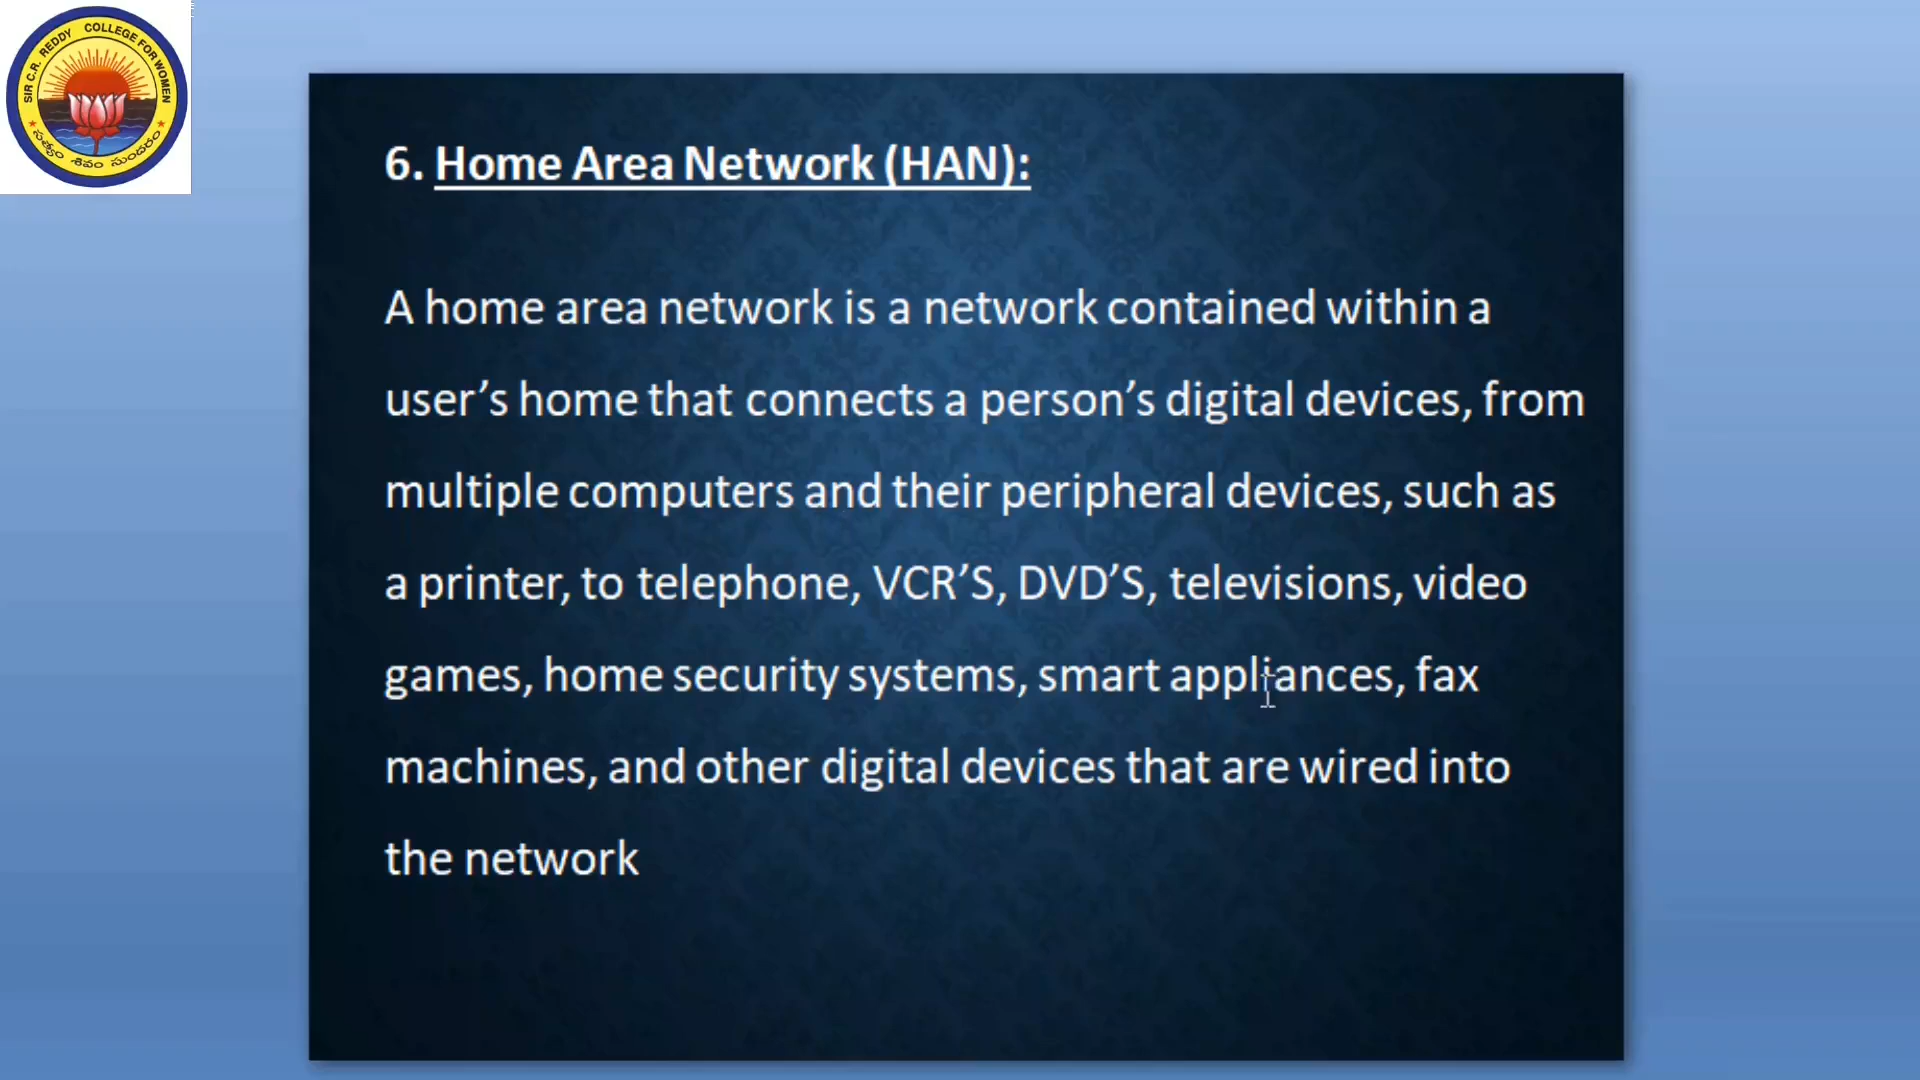 SIR C.R. REDDY COLLEGE FOR WOMEN
సత్యం శివం సుందరం
6. Home Area Network (HAN):
A home area network is a network contained within a
user’s home that connects a person’s digital devices, from
multiple computers and their peripheral devices, such as
a printer, to telephone, VCR’S, DVD’S, televisions, video
games, home security systems, smart appliances, fax
machines, and other digital devices that are wired into
the network